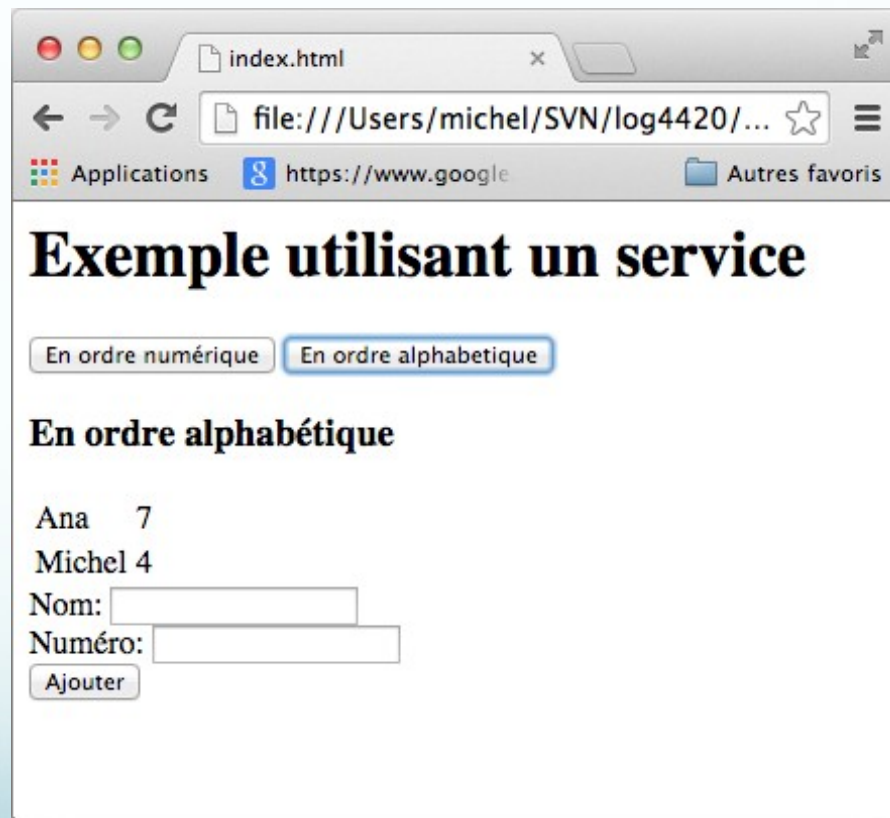 index.html
file:///Users/michel/SVN/log4420/...
Applications https://www.google Autres favoris
Exemple utilisant un service
En ordre numérique En ordre alphabetique
En ordre alphabétique
Ana 7
Michel 4
Nom:
Numéro:
Ajouter